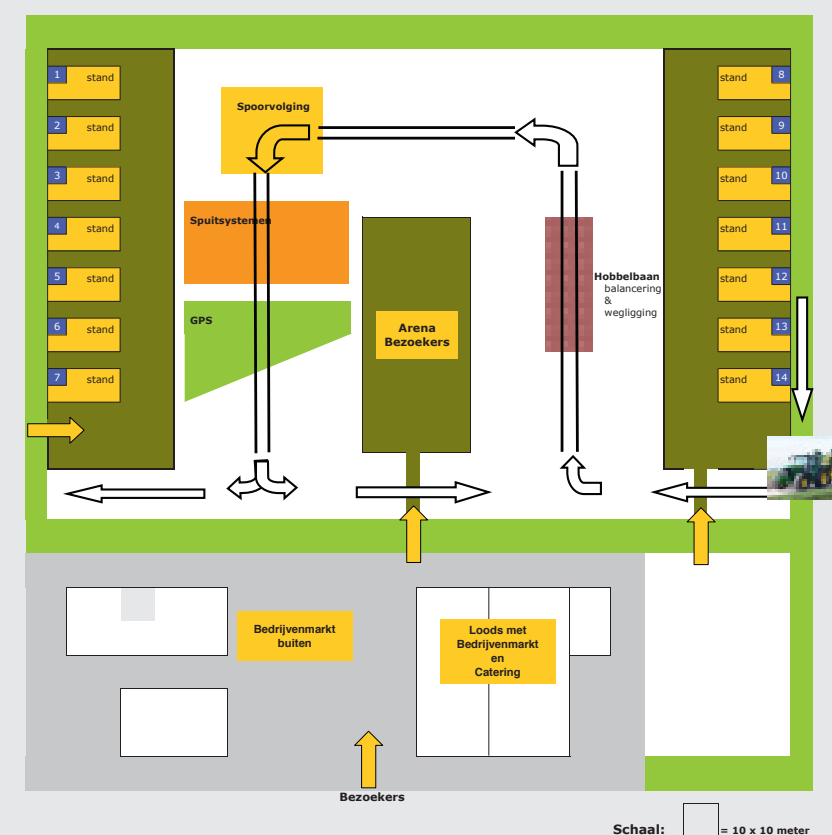 1 stand
2 stand
3 stand
4 stand
5 stand
6 stand
7 stand
Spoorvolging
Spuitsystemen
GPS
Arena
Bezoekers
Hobbelbaan
balancering
&
wegligging
stand 8
stand 9
stand 10
stand 11
stand 12
stand 13
stand 14
Bedrijvenmarkt
buiten
Loods met
Bedrijvenmarkt
en
Catering
Bezoekers
Schaal: = 10 x 10 meter